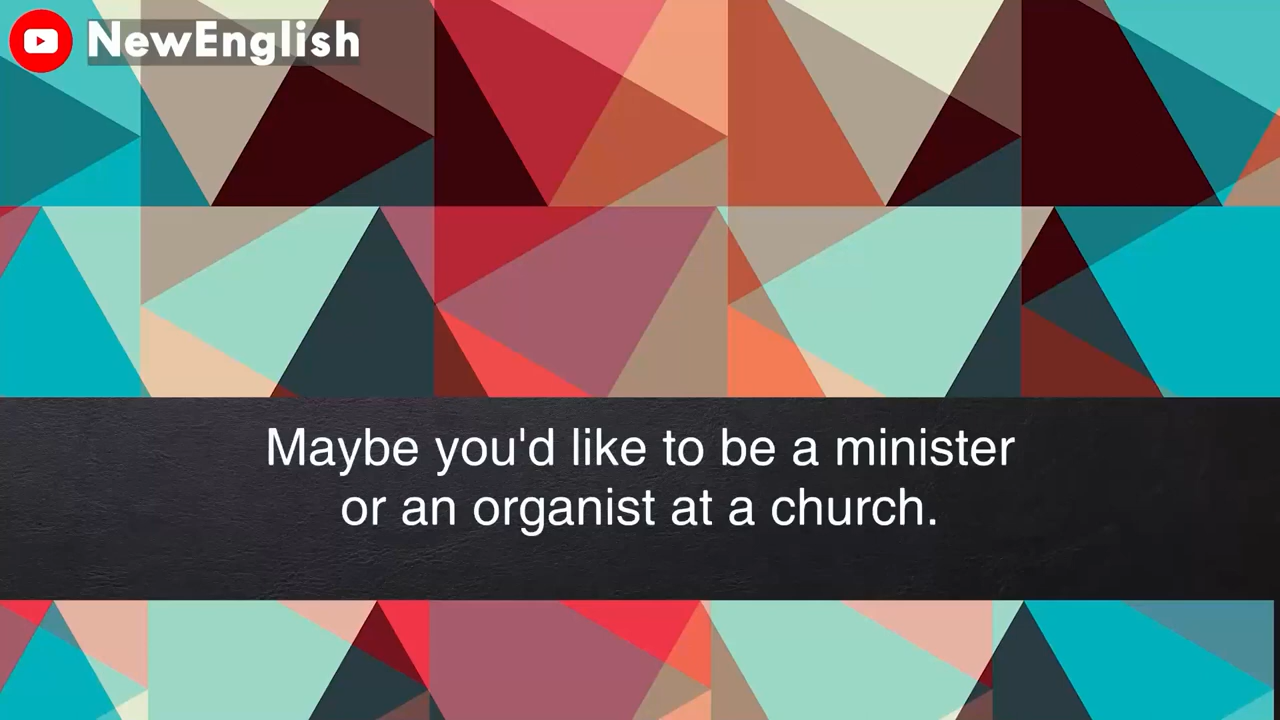 NewEnglish
Maybe you'd like to be a minister
or an organist at a church.